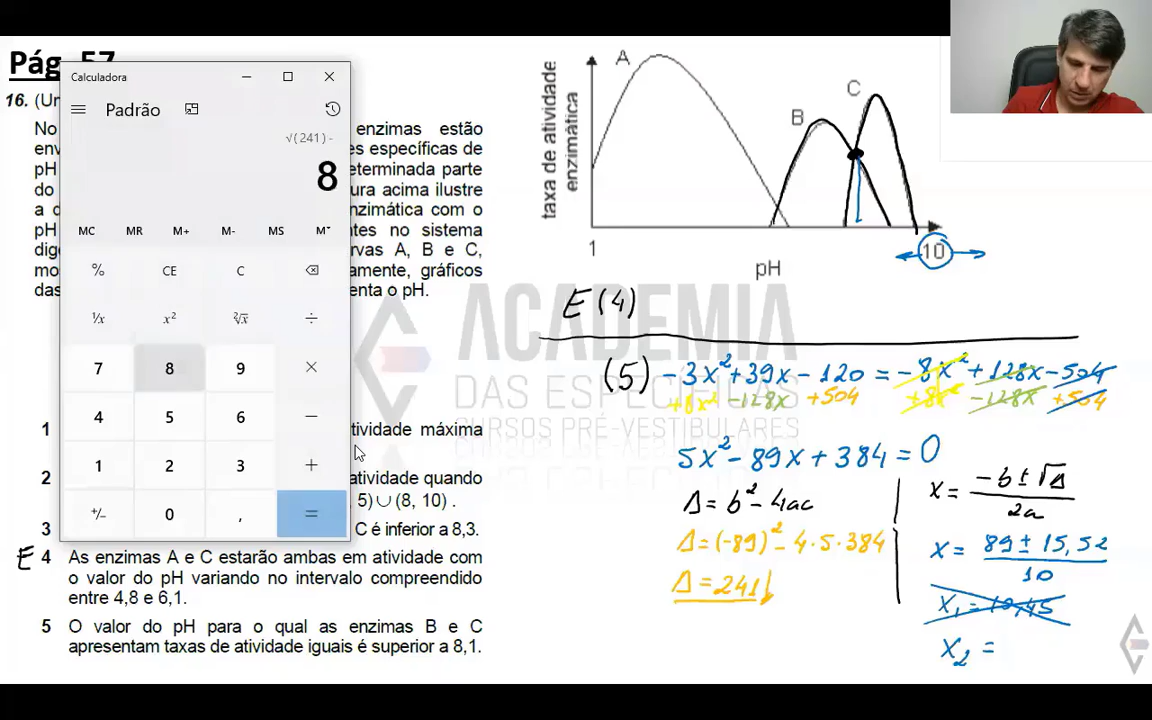 Pág. 57
Calculadora
Padrão
√(241) -
8
MC MR M+ M- MS M˅
% CE C
¹/x x² ²√x ÷
7 8 9 ×
4 5 6 −
1 2 3 +
+/- 0 , =
16. (Un
No enzimas estão
env es específicas de
pH eterminada parte
do ura acima ilustre
a d nzimática com o
pH ntes no sistema
dige rvas A, B e C,
mo amente, gráficos
das enta o pH.
1 tividade máxima
2 atividade quando
, 5) ∪ (8, 10) .
3 C é inferior a 8,3.
E 4 As enzimas A e C estarão ambas em atividade com
o valor do pH variando no intervalo compreendido
entre 4,8 e 6,1.
5 O valor do pH para o qual as enzimas B e C
apresentam taxas de atividade iguais é superior a 8,1.
taxa de atividade
enzimática
A
B
C
1
10
pH
E (4)
ACADEMIA
DAS ESPECÍFICAS
CURSOS PRÉ-VESTIBULARES
(5) -3x²+39x-120 = -8x²+128x-504
+8x² -128x +504 +8x² -128x +504
5x²-89x+384=0
Δ=b²-4ac
Δ=(-89)²-4·5·384
Δ=241
x= -b±√Δ / 2a
x= 89±15,52 / 10
x₁=10,45
x₂=